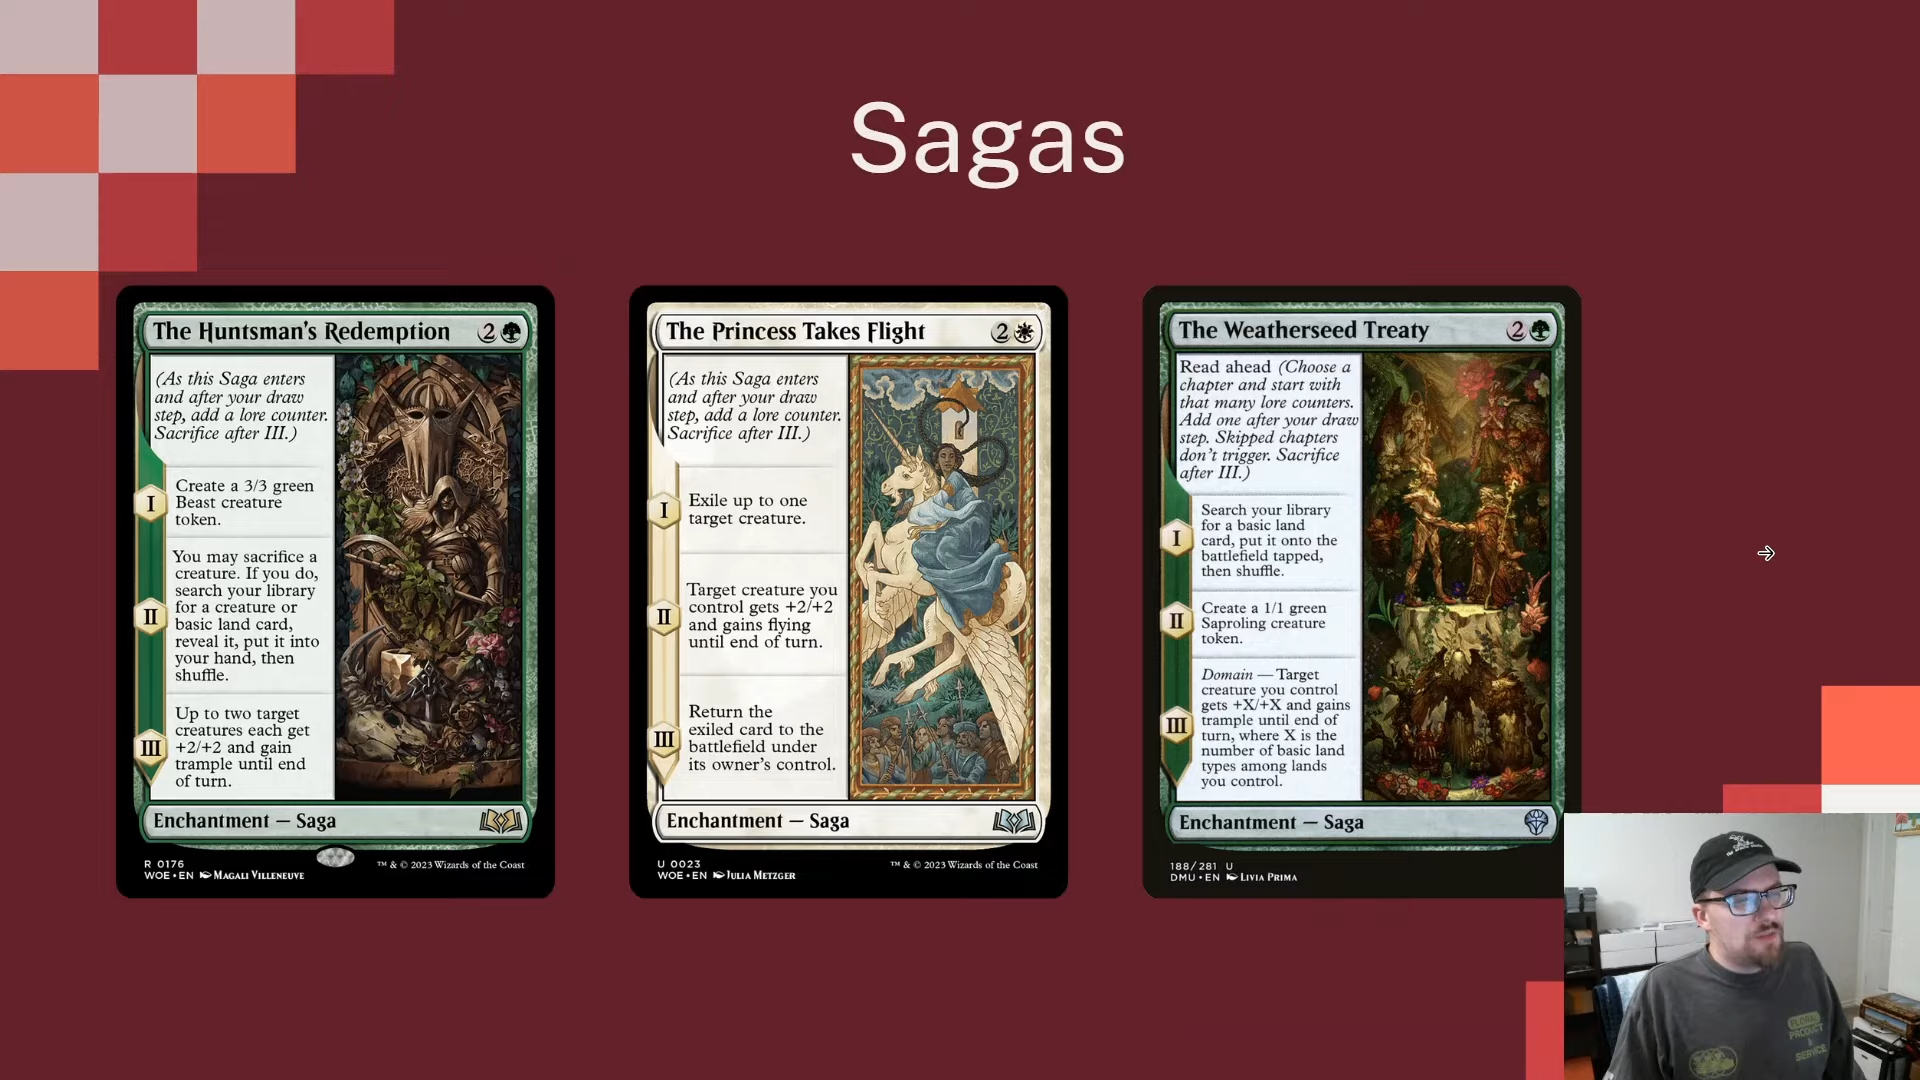 Sagas
The Huntsman's Redemption 2
(As this Saga enters
and after your draw
step, add a lore counter.
Sacrifice after III.)
I
Create a 3/3 green
Beast creature
token.
II
You may sacrifice a
creature. If you do,
search your library
for a creature or
basic land card,
reveal it, put it into
your hand, then
shuffle.
III
Up to two target
creatures each get
+2/+2 and gain
trample until end
of turn.
Enchantment — Saga
R 0176
WOE • EN MAGALI VILLENEUVE
™ & © 2023 Wizards of the Coast
The Princess Takes Flight 2
(As this Saga enters
and after your draw
step, add a lore counter.
Sacrifice after III.)
I
Exile up to one
target creature.
II
Target creature you
control gets +2/+2
and gains flying
until end of turn.
III
Return the
exiled card to the
battlefield under
its owner's control.
Enchantment — Saga
U 0023
WOE • EN JULIA METZGER
™ & © 2023 Wizards of the Coast
The Weatherseed Treaty 2
Read ahead (Choose a
chapter and start with
that many lore counters.
Add one after your draw
step. Skipped chapters
don't trigger. Sacrifice
after III.)
I
Search your library
for a basic land
card, put it onto the
battlefield tapped,
then shuffle.
II
Create a 1/1 green
Saproling creature
token.
III
Domain — Target
creature you control
gets +X/+X and gains
trample until end of
turn, where X is the
number of basic land
types among lands
you control.
Enchantment — Saga
188/281 U
DMU • EN LIVIA PRIMA
FLORAL
PRODUCT
&
SERVICE